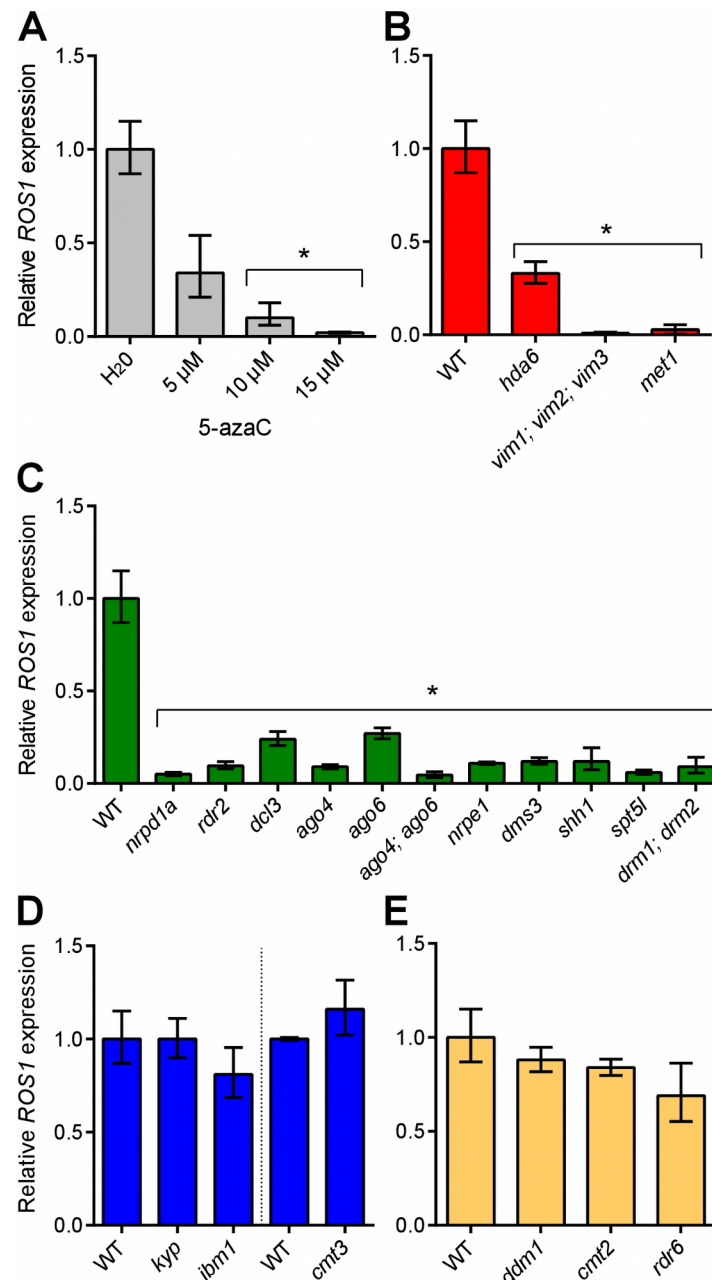 A
Relative ROS1 expression
1.5
1.0
0.5
0.0
*
H20
5 µM
10 µM
15 µM
5-azaC
B
1.5
1.0
0.5
0.0
*
WT
hda6
vim1; vim2; vim3
met1
C
Relative ROS1 expression
1.5
1.0
0.5
0.0
*
WT
nrpd1a
rdr2
dcl3
ago4
ago6
ago4; ago6
nrpe1
dms3
shh1
spt5l
drm1; drm2
D
Relative ROS1 expression
1.5
1.0
0.5
0.0
WT
kyp
ibm1
WT
cmt3
E
1.5
1.0
0.5
0.0
WT
ddm1
cmt2
rdr6